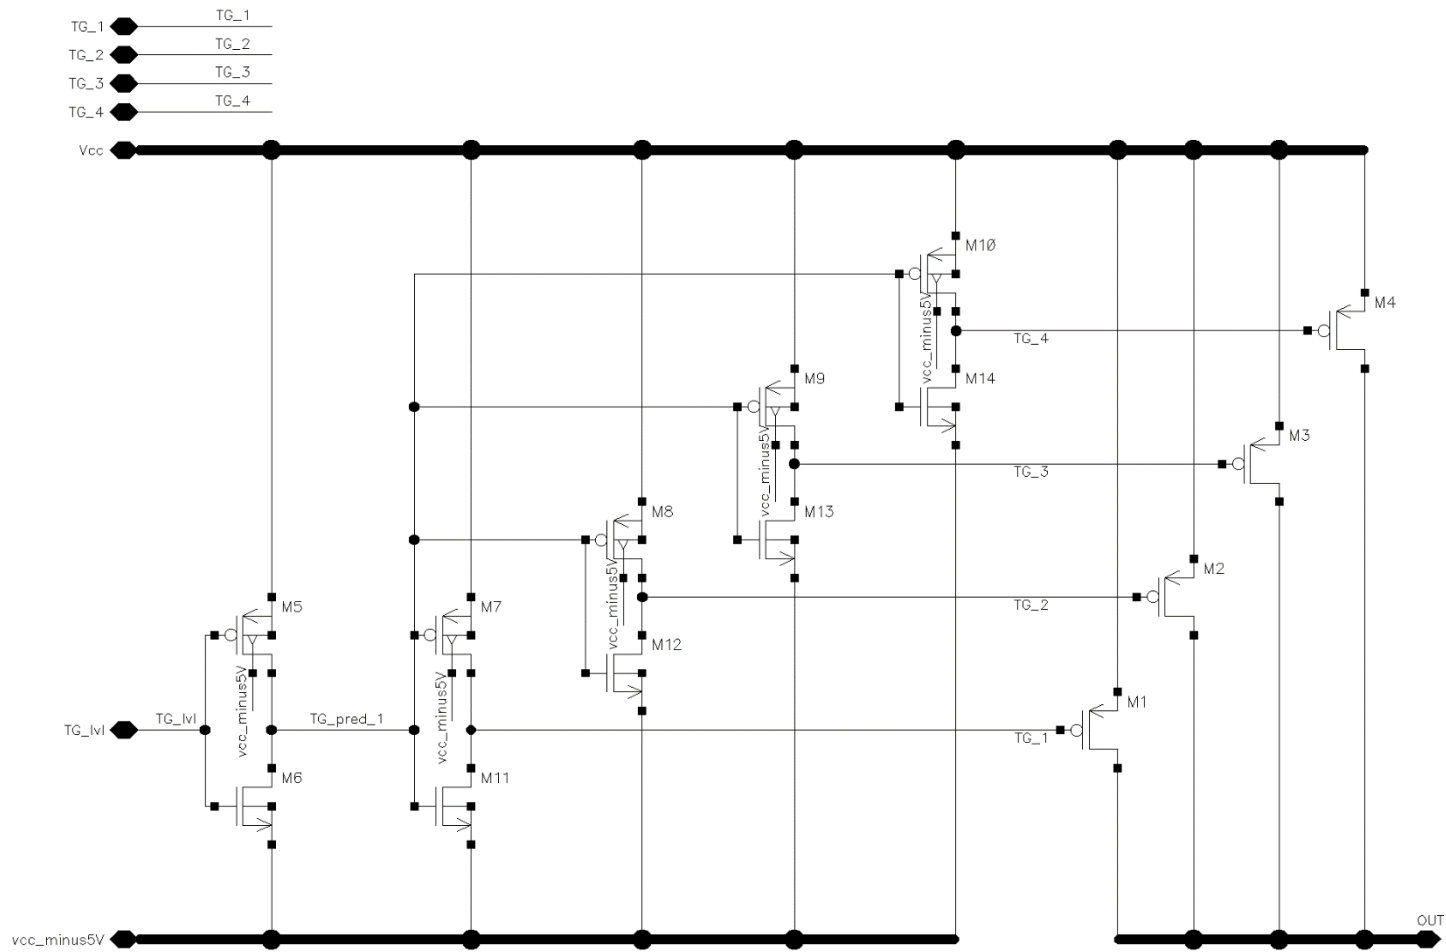 TG_1 TG_1
TG_2 TG_2
TG_3 TG_3
TG_4 TG_4
Vcc
M10
vcc_minus5V
M4
TG_4
M14
M9
vcc_minus5V
M3
TG_3
M13
M8
vcc_minus5V
M2
TG_2
M12
M5
M7
vcc_minus5V
vcc_minus5V
M1
TG_lvl TG_lvl
TG_pred_1
TG_1
M6
M11
OUT
vcc_minus5V